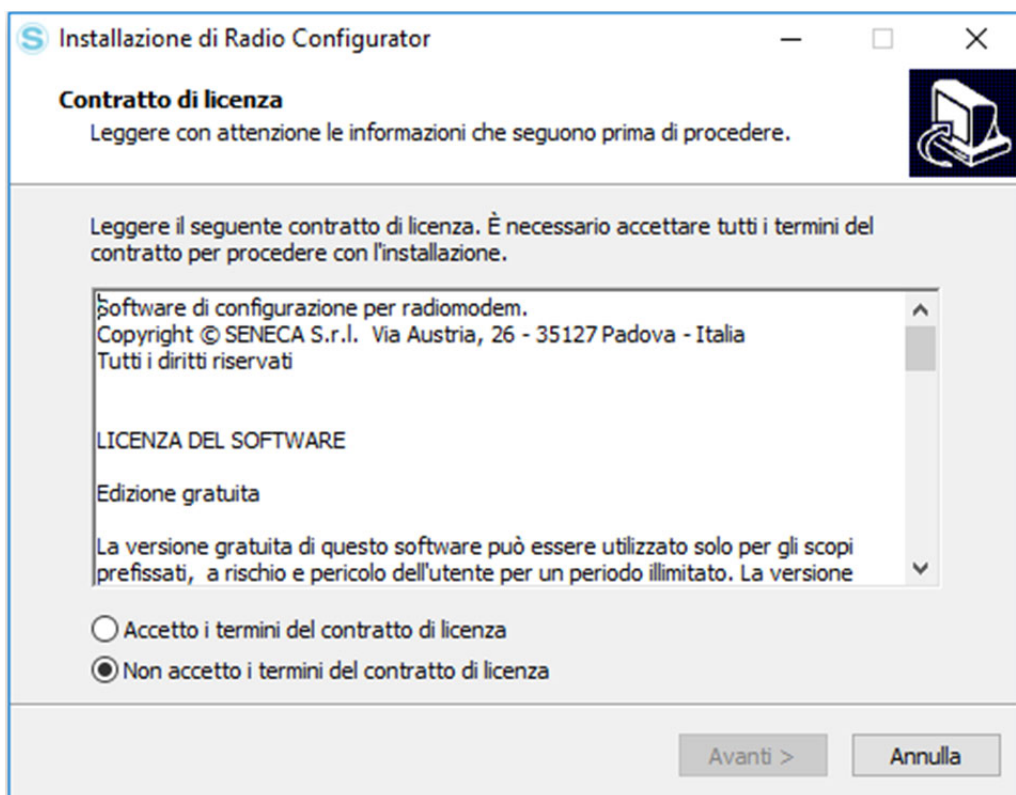 S Installazione di Radio Configurator
Contratto di licenza
Leggere con attenzione le informazioni che seguono prima di procedere.
Leggere il seguente contratto di licenza. È necessario accettare tutti i termini del
contratto per procedere con l'installazione.
Software di configurazione per radiomodem.
Copyright © SENECA S.r.l.  Via Austria, 26 - 35127 Padova - Italia
Tutti i diritti riservati
LICENZA DEL SOFTWARE
Edizione gratuita
La versione gratuita di questo software può essere utilizzato solo per gli scopi
prefissati,  a rischio e pericolo dell'utente per un periodo illimitato. La versione
Accetto i termini del contratto di licenza
Non accetto i termini del contratto di licenza
Avanti >
Annulla